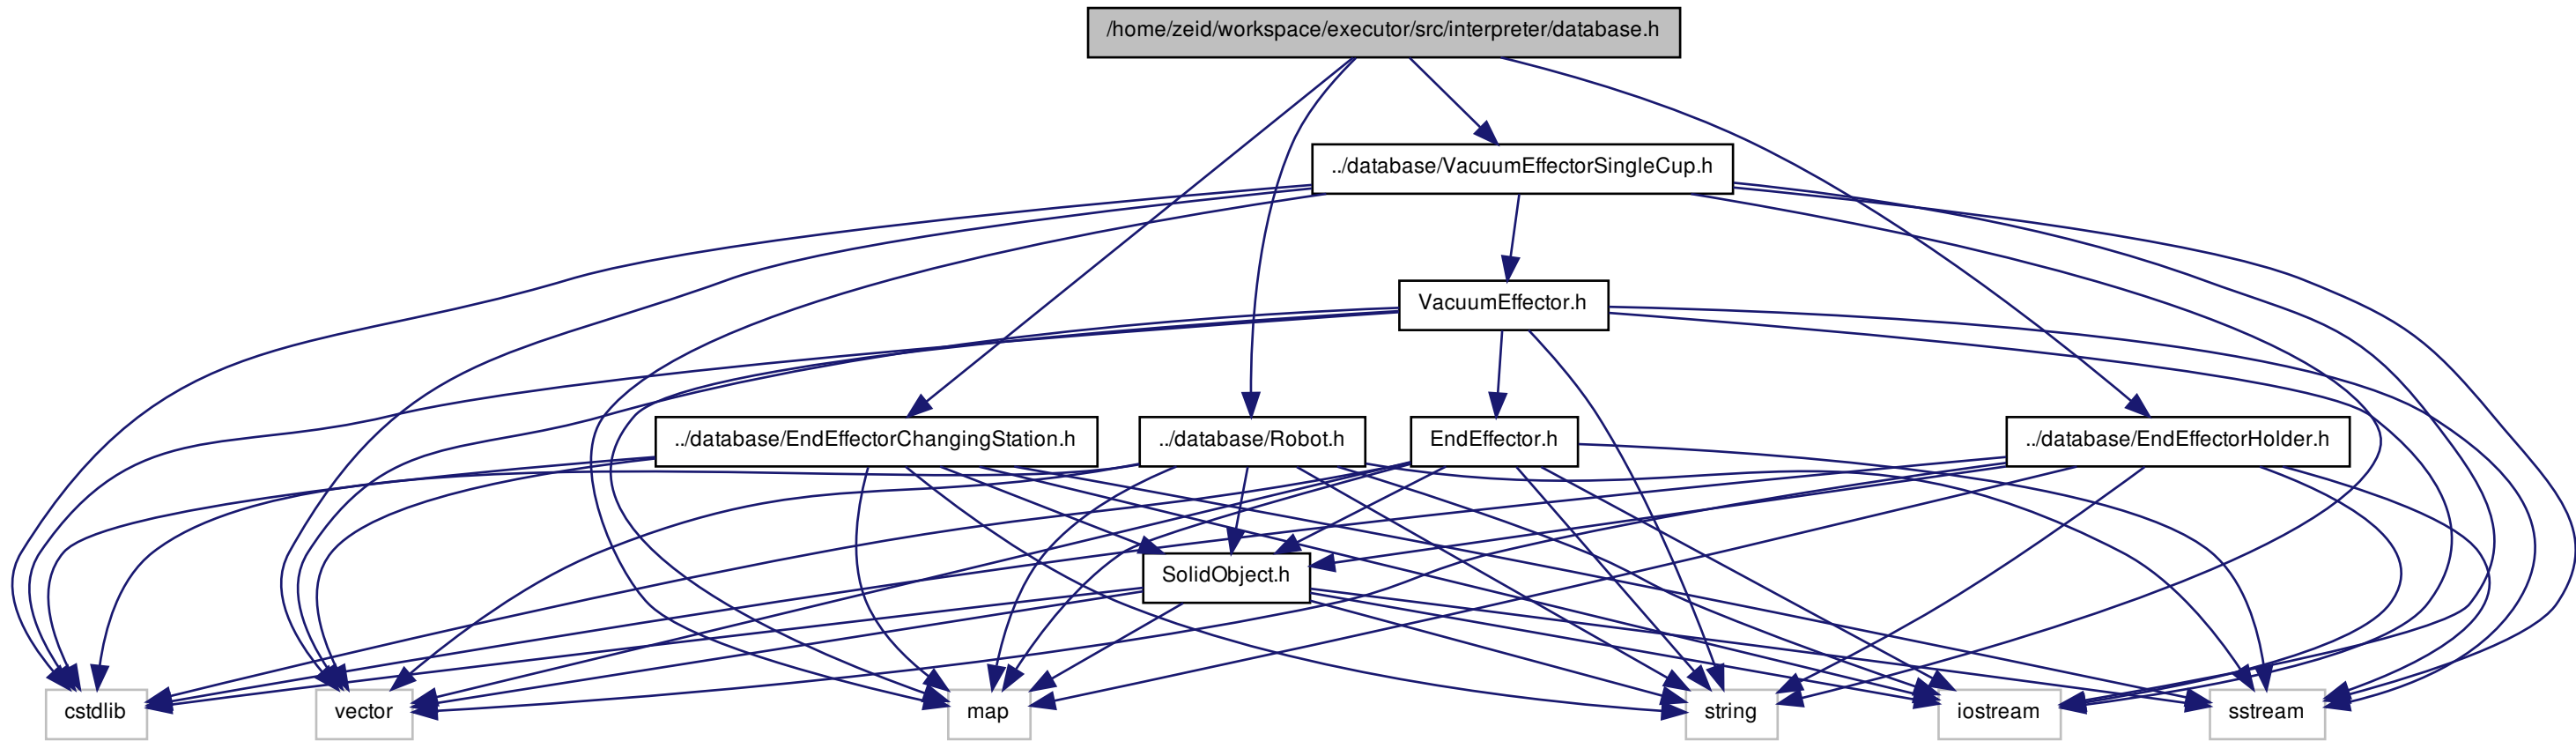 /home/zeid/workspace/executor/src/interpreter/database.h
../database/VacuumEffectorSingleCup.h
VacuumEffector.h
../database/EndEffectorChangingStation.h
../database/Robot.h
EndEffector.h
../database/EndEffectorHolder.h
SolidObject.h
cstdlib
vector
map
string
iostream
sstream